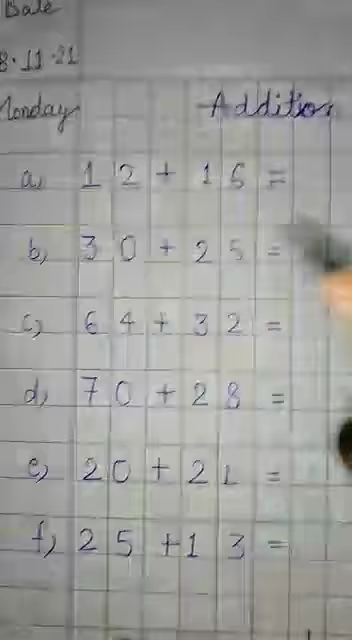 Date
8.11.21
Monday
Addition
a) 12 + 15 =
b) 30 + 25 =
c) 64 + 32 =
d) 70 + 28 =
e) 20 + 21 =
f) 25 + 13 =